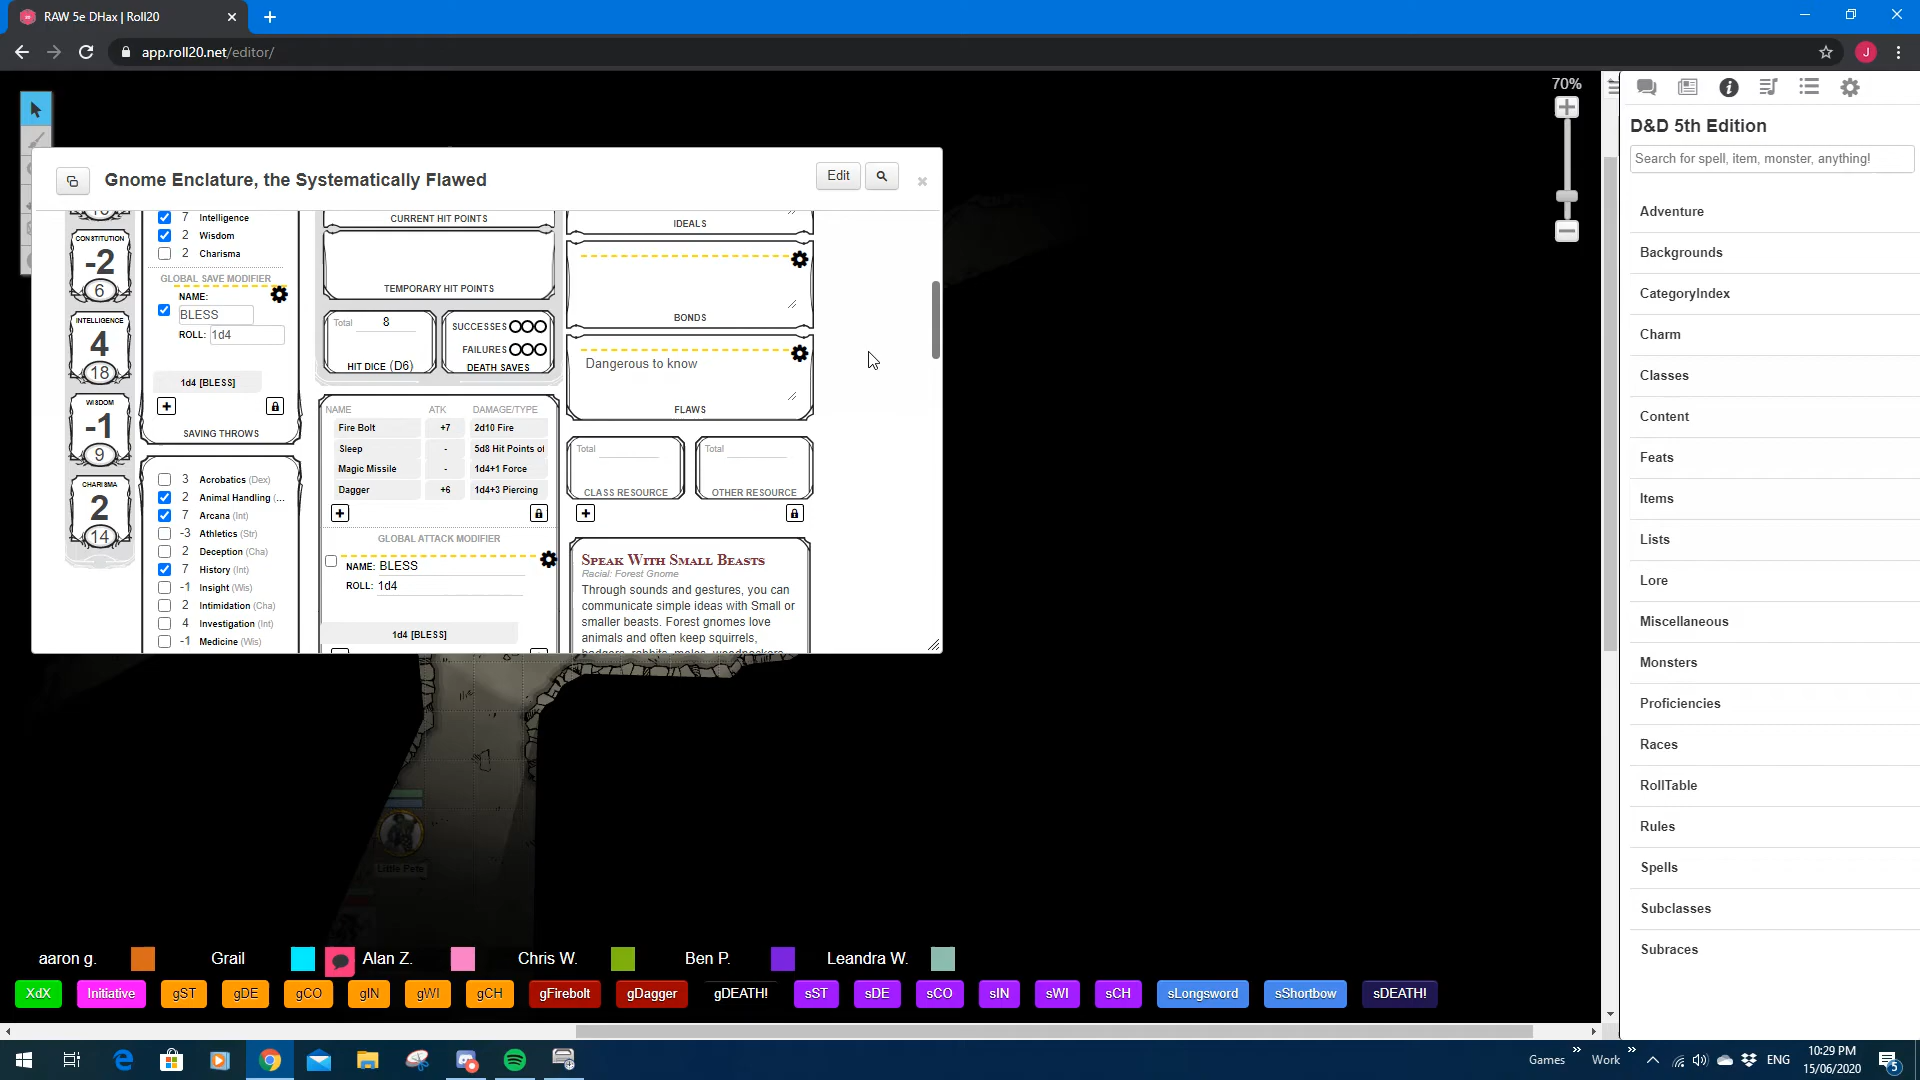 RAW 5e DHax | Roll20
app.roll20.net/editor/
J
70%
Gnome Enclature, the Systematically Flawed
Edit
CONSTITUTION
-2
6
INTELLIGENCE
4
18
WISDOM
-1
9
CHARISMA
2
14
7 Intelligence
2 Wisdom
2 Charisma
GLOBAL SAVE MODIFIER
NAME:
BLESS
ROLL: 1d4
1d4 [BLESS]
SAVING THROWS
3 Acrobatics (Dex)
2 Animal Handling (...
7 Arcana (Int)
-3 Athletics (Str)
2 Deception (Cha)
7 History (Int)
-1 Insight (Wis)
2 Intimidation (Cha)
4 Investigation (Int)
-1 Medicine (Wis)
CURRENT HIT POINTS
TEMPORARY HIT POINTS
Total 8
HIT DICE (D6)
SUCCESSES
FAILURES
DEATH SAVES
NAME ATK DAMAGE/TYPE
Fire Bolt +7 2d10 Fire
Sleep - 5d8 Hit Points of
Magic Missile - 1d4+1 Force
Dagger +6 1d4+3 Piercing
GLOBAL ATTACK MODIFIER
NAME: BLESS
ROLL: 1d4
1d4 [BLESS]
IDEALS
BONDS
Dangerous to know
FLAWS
Total
CLASS RESOURCE
Total
OTHER RESOURCE
SPEAK WITH SMALL BEASTS
Racial: Forest Gnome
Through sounds and gestures, you can
communicate simple ideas with Small or
smaller beasts. Forest gnomes love
animals and often keep squirrels,
badgers, rabbits, moles, woodpeckers,
Little Pete
D&D 5th Edition
Search for spell, item, monster, anything!
Adventure
Backgrounds
CategoryIndex
Charm
Classes
Content
Feats
Items
Lists
Lore
Miscellaneous
Monsters
Proficiencies
Races
RollTable
Rules
Spells
Subclasses
Subraces
aaron g. Grail Alan Z. Chris W. Ben P. Leandra W.
XdX Initiative gST gDE gCO gIN gWI gCH gFirebolt gDagger gDEATH! sST sDE sCO sIN sWI sCH sLongsword sShortbow sDEATH!
Games Work ENG
10:29 PM
15/06/2020
5